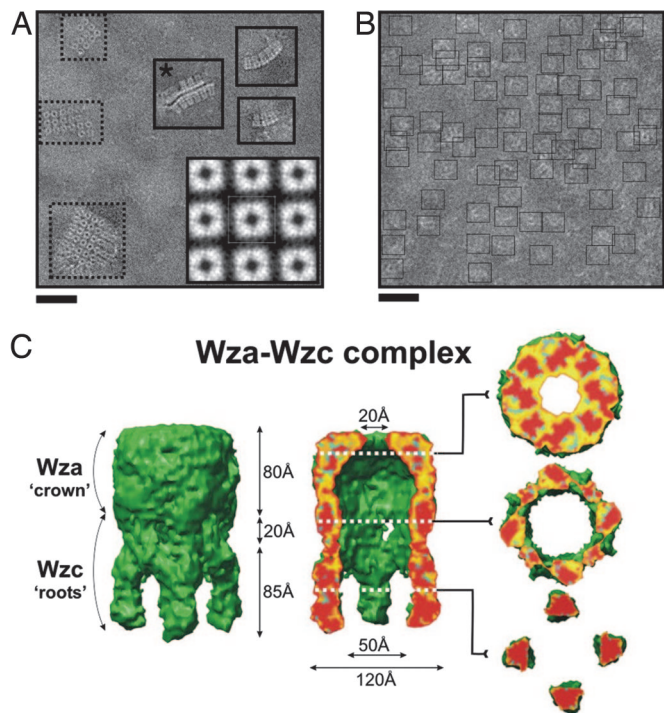 A
B
*
C
Wza-Wzc complex
Wza
'crown'
Wzc
'roots'
80Å
20Å
85Å
20Å
50Å
120Å